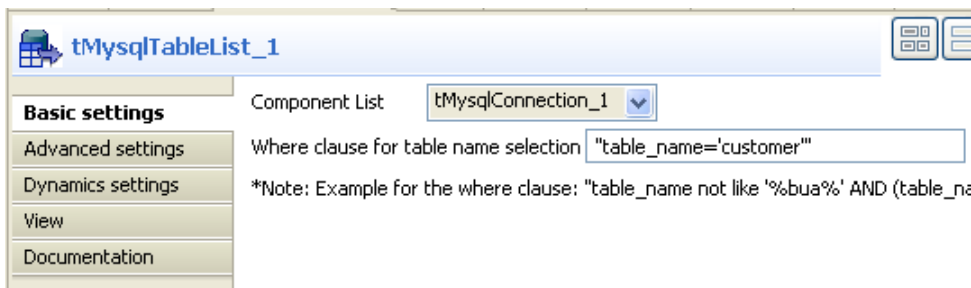 tMysqlTableList_1
Basic settings
Component List tMysqlConnection_1
Advanced settings
Where clause for table name selection "table_name='customer'"
Dynamics settings
*Note: Example for the where clause: "table_name not like '%bua%' AND (table_na
View
Documentation